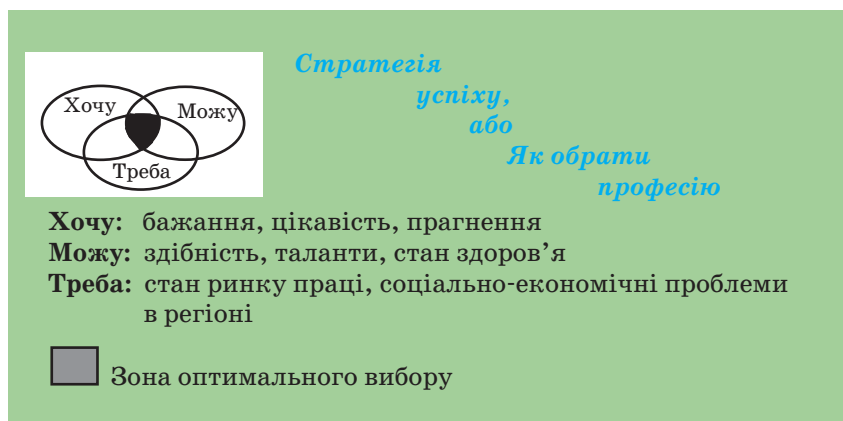 Стратегія
успіху,
або
Як обрати
професію
Хочу
Можу
Треба
Хочу: бажання, цікавість, прагнення
Можу: здібність, таланти, стан здоров’я
Треба: стан ринку праці, соціально-економічні проблеми
в регіоні
Зона оптимального вибору